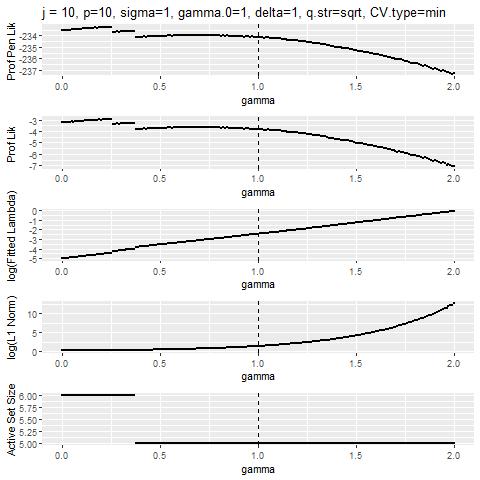 j = 10, p=10, sigma=1, gamma.0=1, delta=1, q.str=sqrt, CV.type=min
Prof Pen Lik
-234
-235
-236
-237
0.0 0.5 1.0 1.5 2.0
gamma
Prof Lik
-3
-4
-5
-6
-7
0.0 0.5 1.0 1.5 2.0
gamma
log(Fitted Lambda)
0
-1
-2
-3
-4
-5
0.0 0.5 1.0 1.5 2.0
gamma
log(L1 Norm)
10
5
0
0.0 0.5 1.0 1.5 2.0
gamma
Active Set Size
6.00
5.75
5.50
5.25
5.00
0.0 0.5 1.0 1.5 2.0
gamma